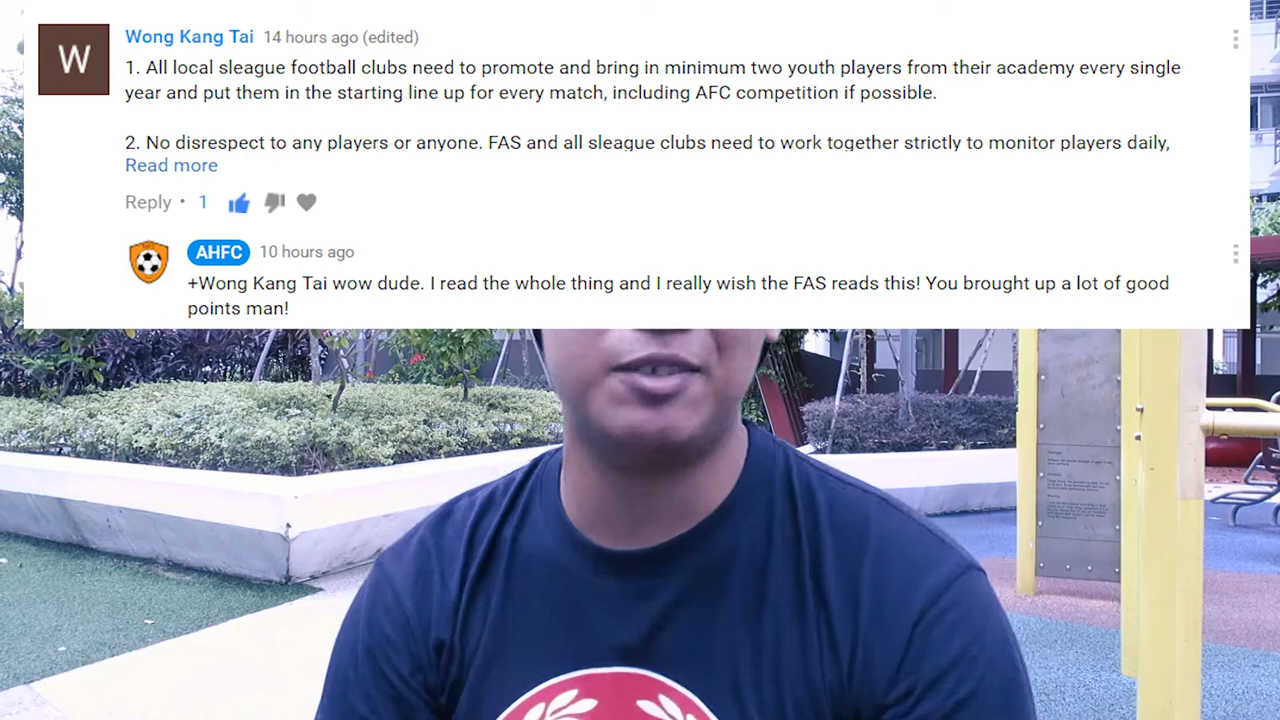 W
Wong Kang Tai 14 hours ago (edited)
1. All local sleague football clubs need to promote and bring in minimum two youth players from their academy every single
year and put them in the starting line up for every match, including AFC competition if possible.
2. No disrespect to any players or anyone. FAS and all sleague clubs need to work together strictly to monitor players daily,
Read more
Reply • 1
AHFC 10 hours ago
+Wong Kang Tai wow dude. I read the whole thing and I really wish the FAS reads this! You brought up a lot of good
points man!